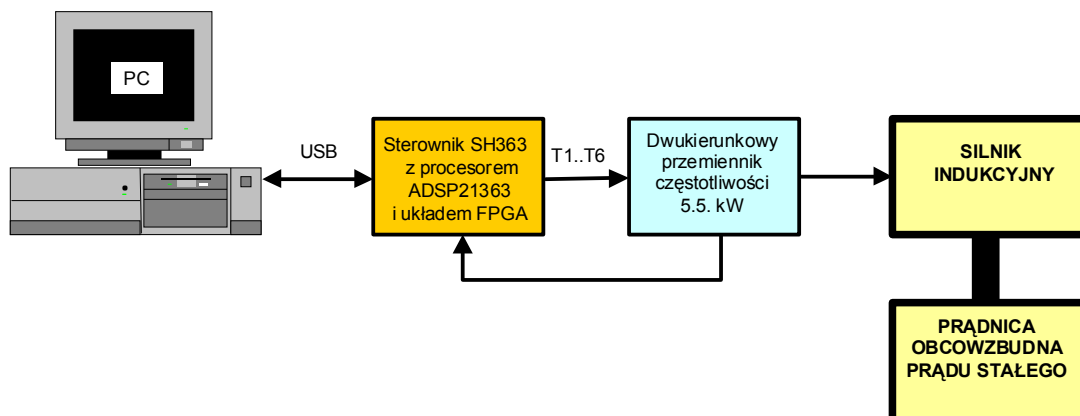 PC
USB
Sterownik SH363
z procesorem
ADSP21363
i układem FPGA
T1..T6
Dwukierunkowy
przemiennik
częstotliwości
5.5. kW
SILNIK
INDUKCYJNY
PRĄDNICA
OBCOWZBUDNA
PRĄDU STAŁEGO